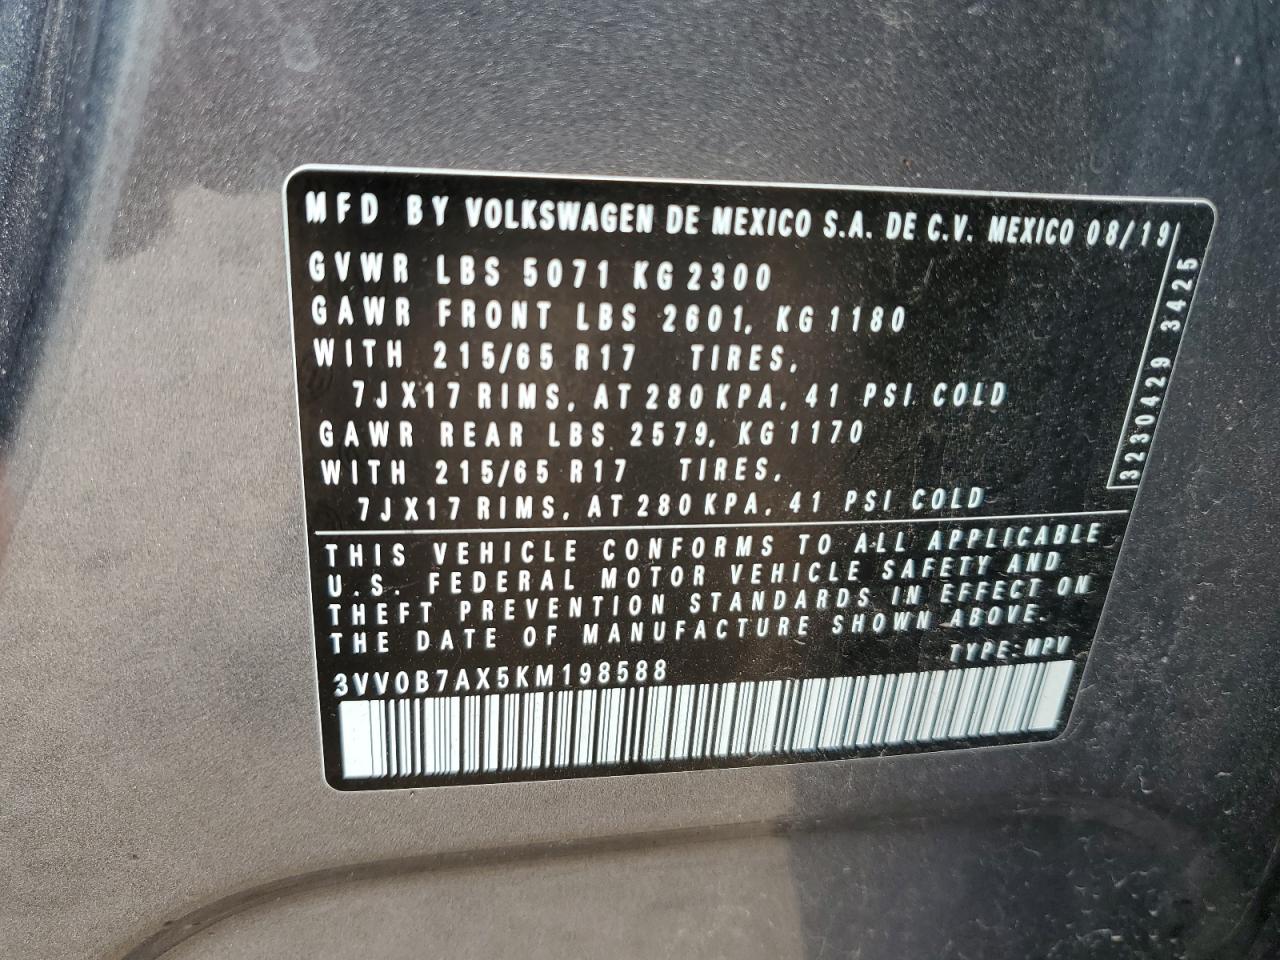 MFD BY VOLKSWAGEN DE MEXICO S.A. DE C.V. MEXICO 08/19
GVWR LBS 5071 KG 2300
GAWR FRONT LBS 2601, KG 1180
WITH 215/65 R17 TIRES,
7JX17 RIMS, AT 280 KPA, 41 PSI COLD
GAWR REAR LBS 2579, KG 1170
WITH 215/65 R17 TIRES,
7JX17 RIMS, AT 280 KPA, 41 PSI COLD
3230429 3425
THIS VEHICLE CONFORMS TO ALL APPLICABLE
U.S. FEDERAL MOTOR VEHICLE SAFETY AND
THEFT PREVENTION STANDARDS IN EFFECT ON
THE DATE OF MANUFACTURE SHOWN ABOVE.
TYPE:MPV
3VV0B7AX5KM198588